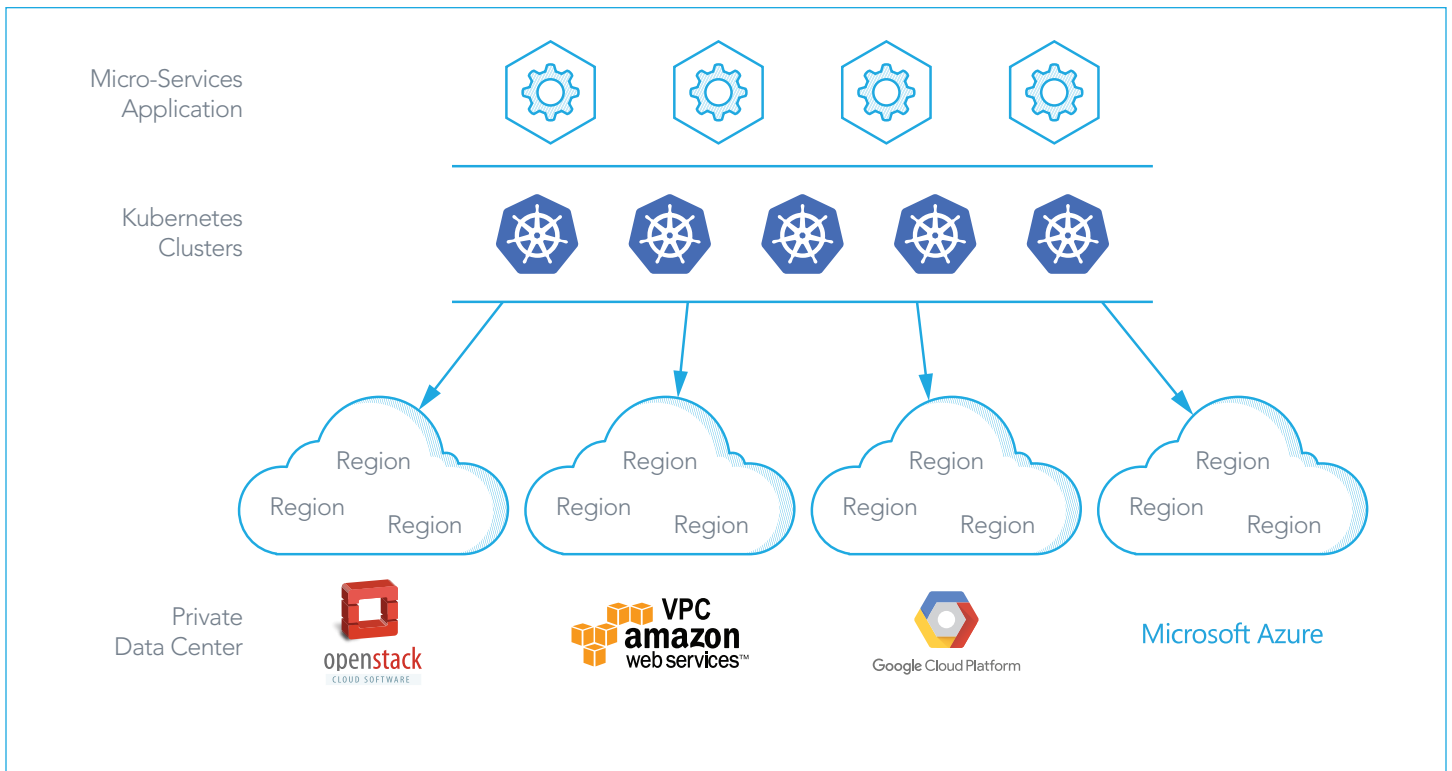 Micro-Services
Application
Kubernetes
Clusters
Region
Region
Region
Region
Region
Region
Region
Region
Region
Region
Region
Region
Private
Data Center
openstack
CLOUD SOFTWARE
VPC
amazon
web services™
Google Cloud Platform
Microsoft Azure